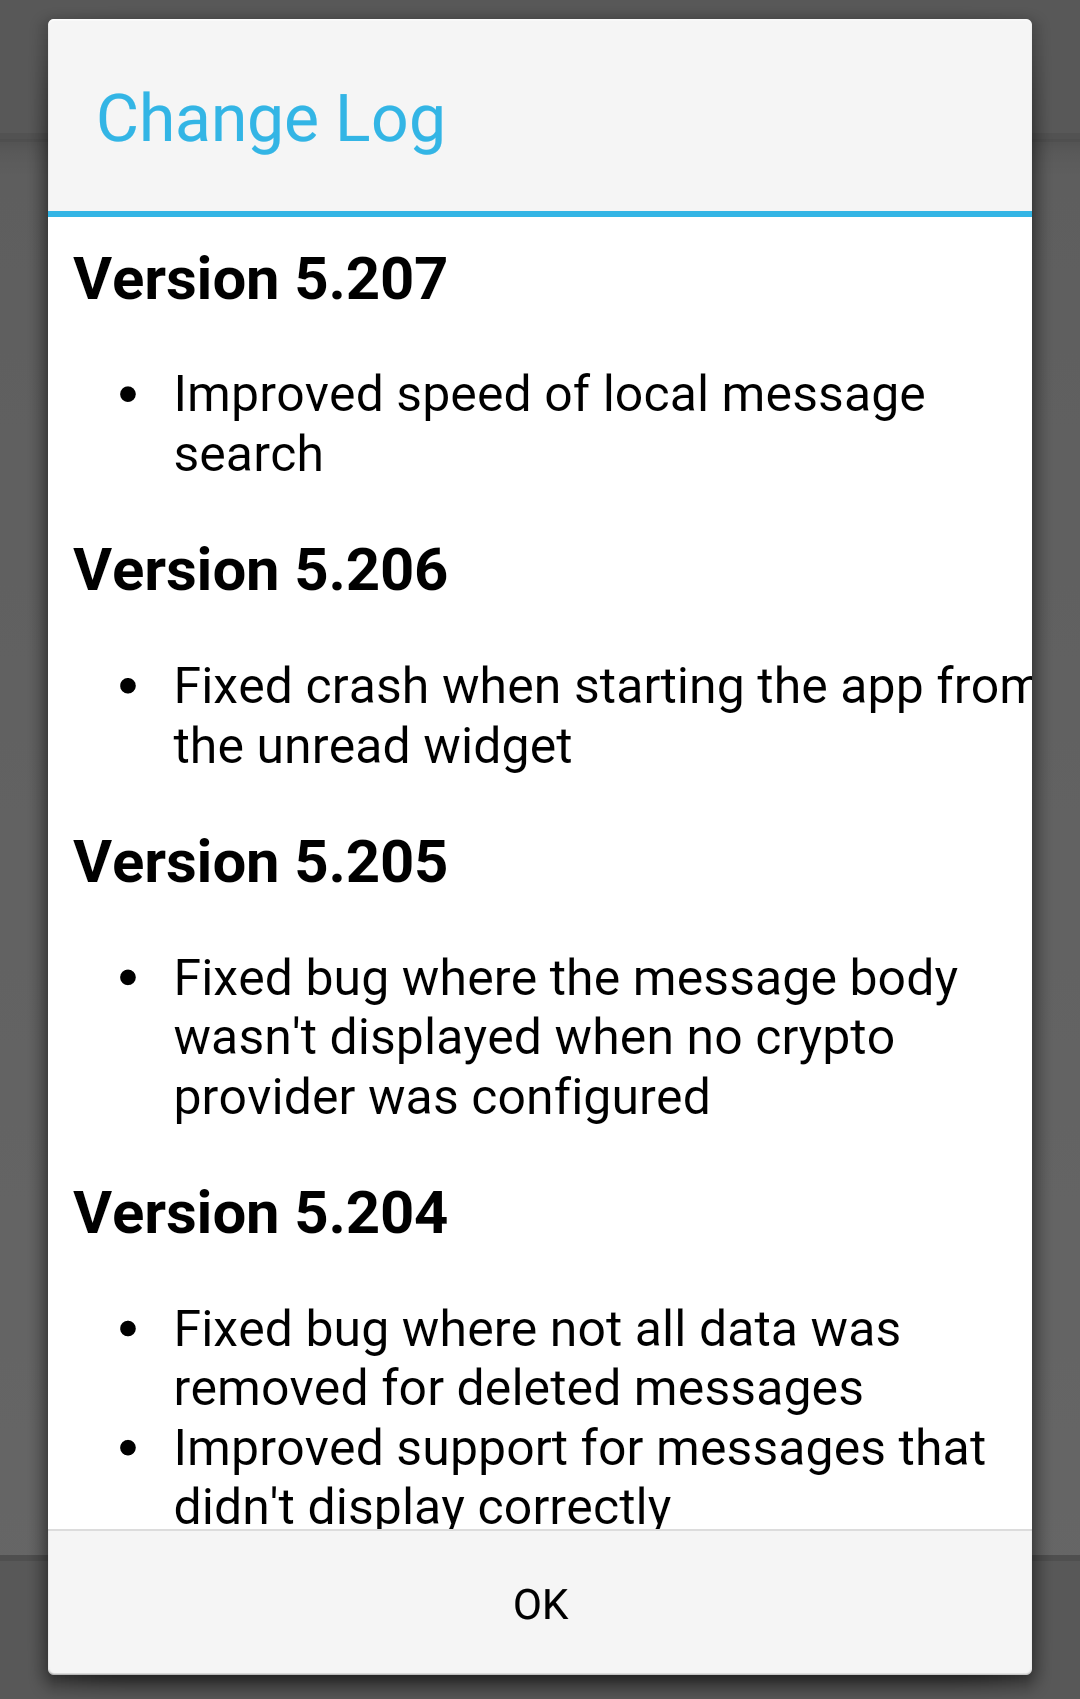 Change Log
Version 5.207
• Improved speed of local message
search
Version 5.206
• Fixed crash when starting the app from
the unread widget
Version 5.205
• Fixed bug where the message body
wasn't displayed when no crypto
provider was configured
Version 5.204
• Fixed bug where not all data was
removed for deleted messages
• Improved support for messages that
didn't display correctly
OK